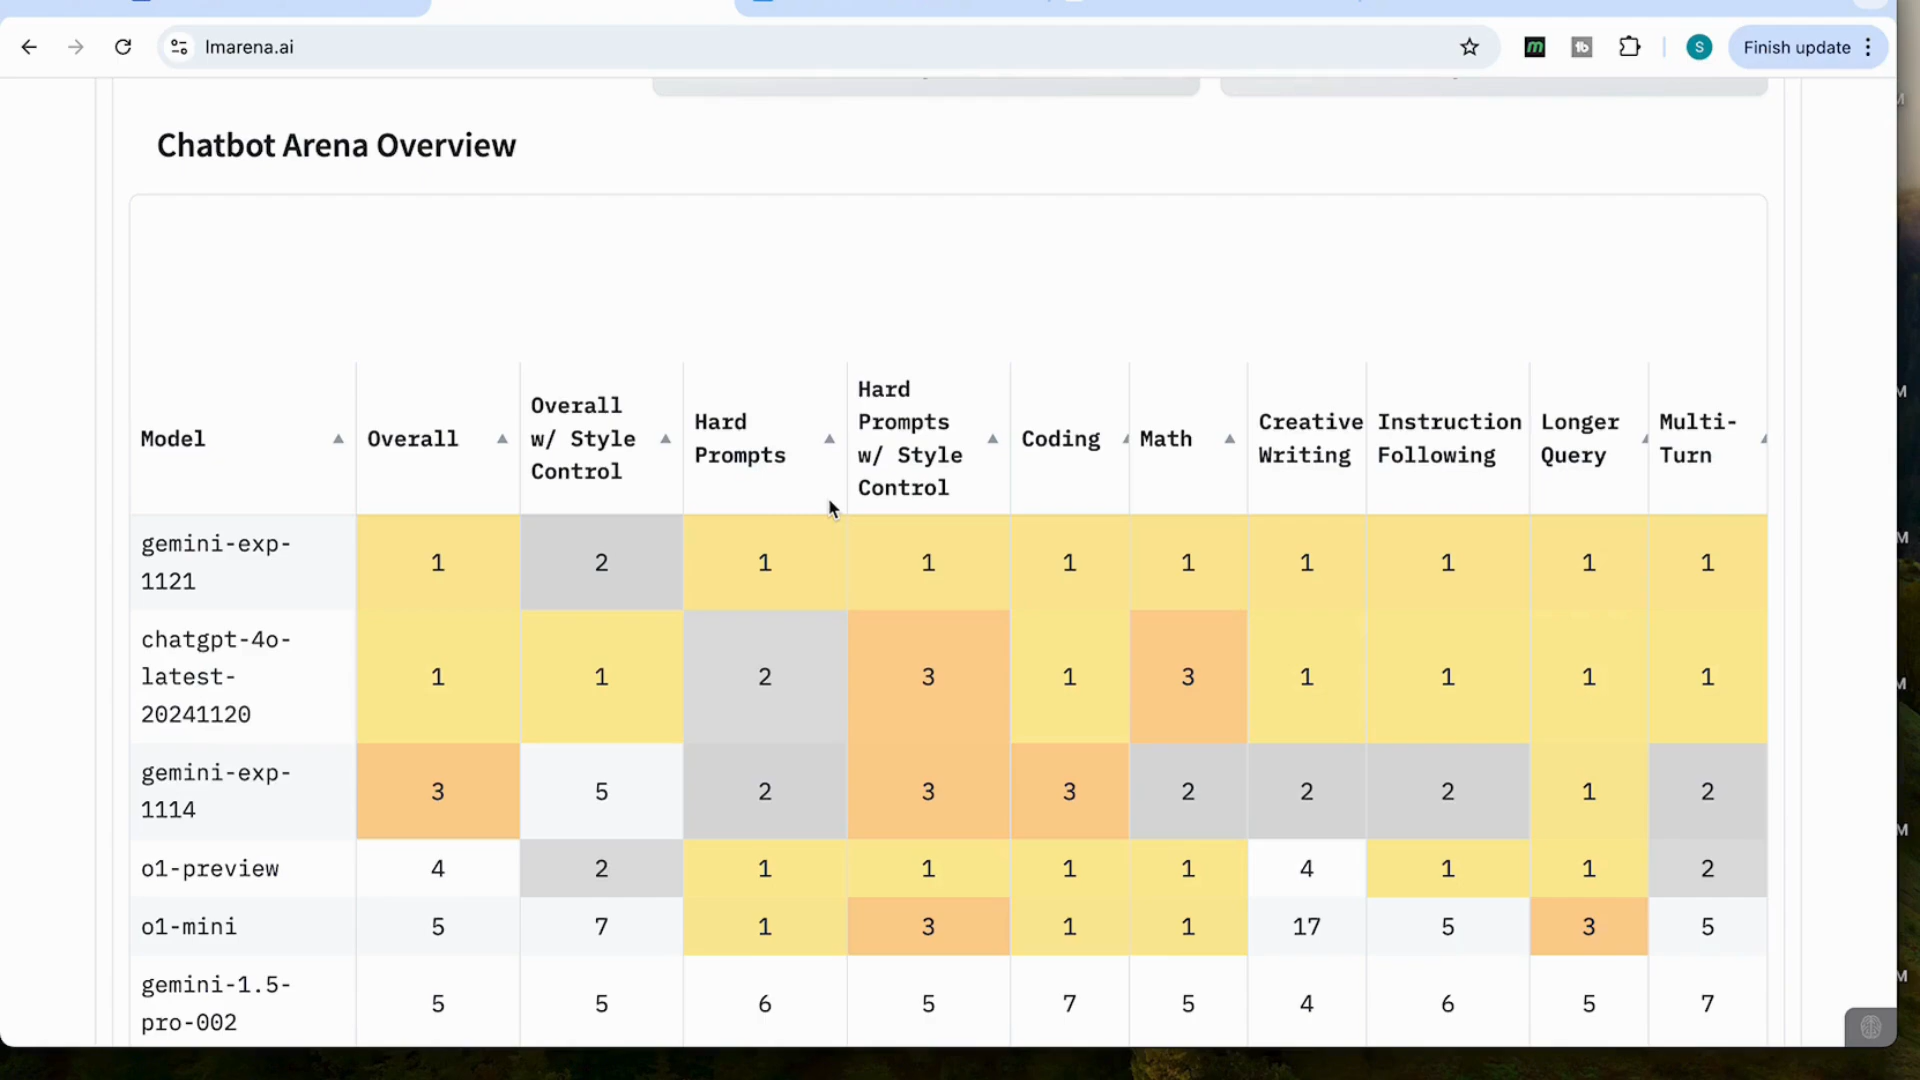 lmarena.ai
S
Finish update
Chatbot Arena Overview
Model
Overall
Overall
w/ Style
Control
Hard
Prompts
Hard
Prompts
w/ Style
Control
Coding
Math
Creative
Writing
Instruction
Following
Longer
Query
Multi-
Turn
gemini-exp-
1121
1 2 1 1 1 1 1 1 1 1
chatgpt-4o-
latest-
20241120
1 1 2 3 1 3 1 1 1 1
gemini-exp-
1114
3 5 2 3 3 2 2 2 1 2
o1-preview 4 2 1 1 1 1 4 1 1 2
o1-mini 5 7 1 3 1 1 17 5 3 5
gemini-1.5-
pro-002
5 5 6 5 7 5 4 6 5 7